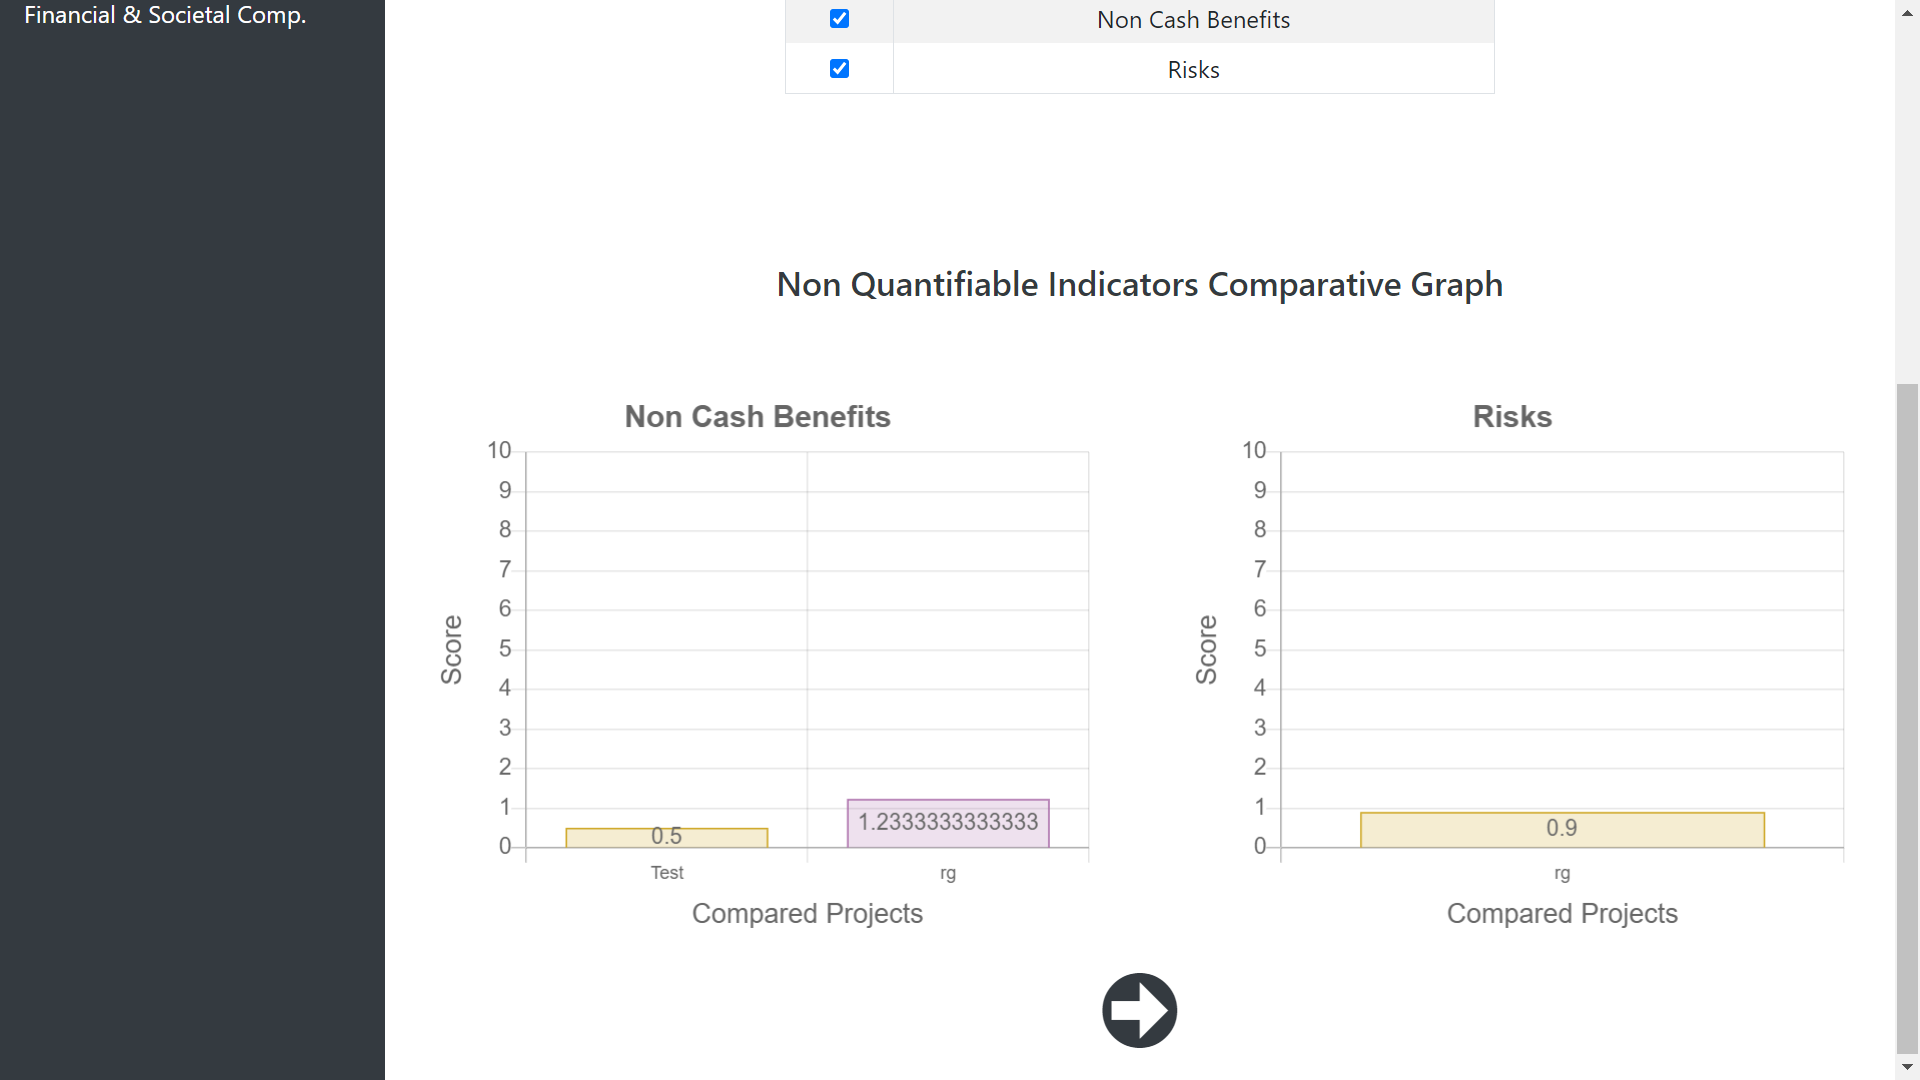 Financial & Societal Comp.
Non Cash Benefits
Risks
Non Quantifiable Indicators Comparative Graph
Non Cash Benefits
10
9
8
7
6
5
4
3
2
1
0
Score
0.5
1.2333333333333
Test
rg
Compared Projects
Risks
10
9
8
7
6
5
4
3
2
1
0
Score
0.9
rg
Compared Projects